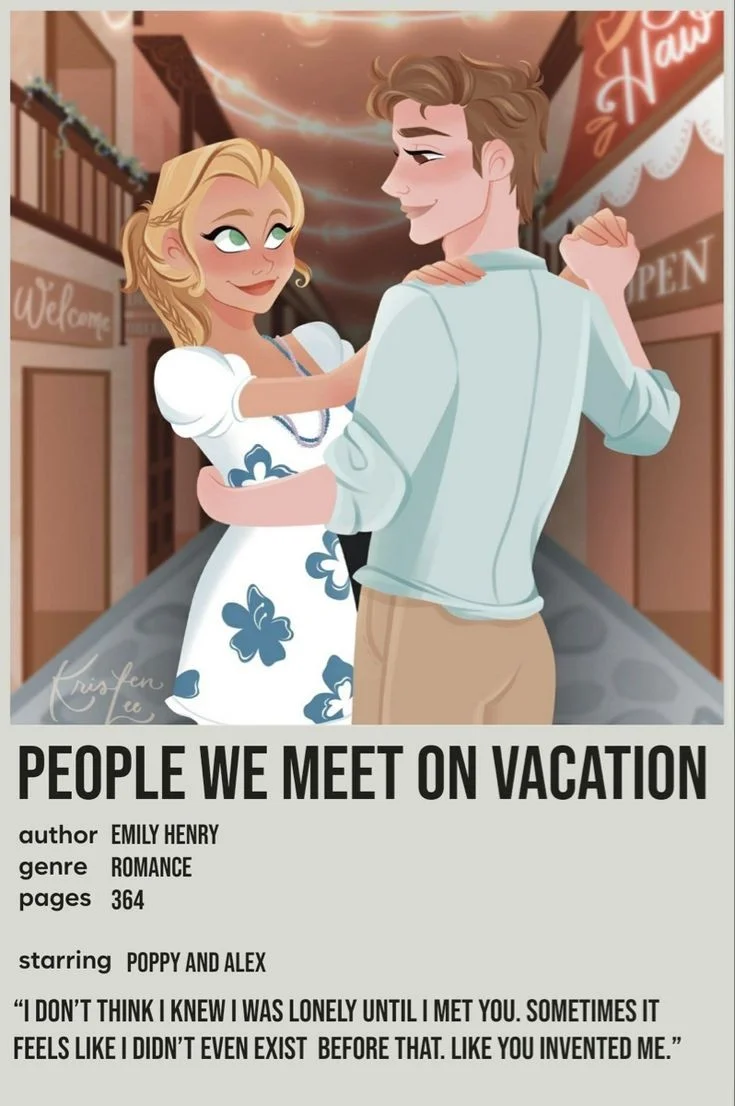 Haw
Welcome
OPEN
Kristen
Lee
PEOPLE WE MEET ON VACATION
author EMILY HENRY
genre ROMANCE
pages 364
starring POPPY AND ALEX
“I DON’T THINK I KNEW I WAS LONELY UNTIL I MET YOU. SOMETIMES IT
FEELS LIKE I DIDN’T EVEN EXIST BEFORE THAT. LIKE YOU INVENTED ME.”